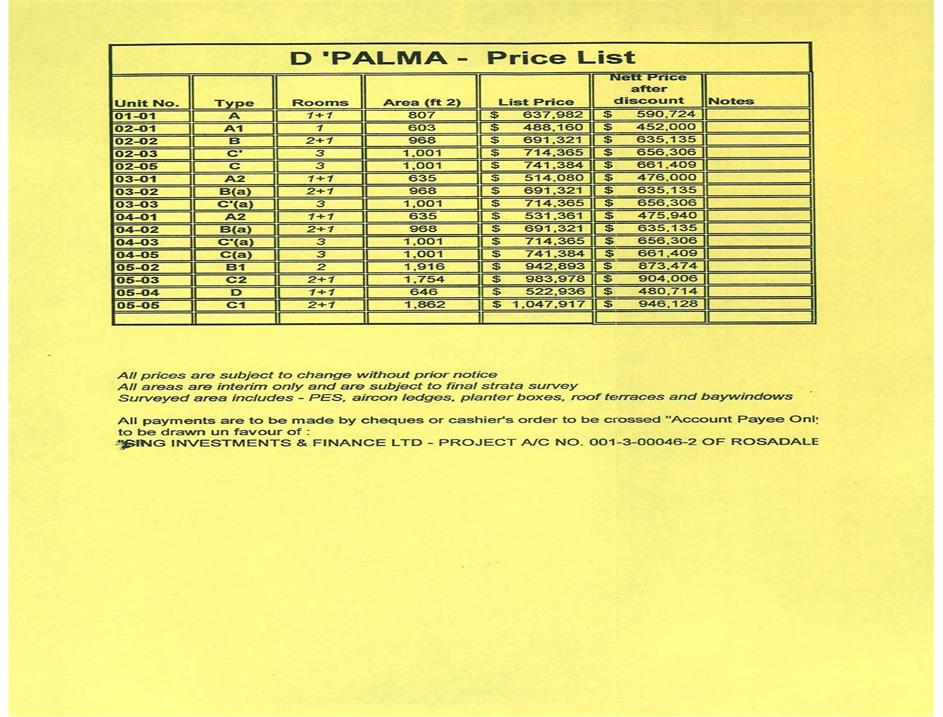 D 'PALMA - Price List
Unit No. Type Rooms Area (ft 2) List Price Nett Price after discount Notes
01-01 A 1+1 807 $ 637,982 $ 590,724
02-01 A1 1 603 $ 488,160 $ 452,000
02-02 B 2+1 968 $ 691,321 $ 635,135
02-03 C' 3 1,001 $ 714,365 $ 656,306
02-05 C 3 1,001 $ 741,384 $ 661,409
03-01 A2 1+1 635 $ 514,080 $ 476,000
03-02 B(a) 2+1 968 $ 691,321 $ 635,135
03-03 C'(a) 3 1,001 $ 714,365 $ 656,306
04-01 A2 1+1 635 $ 531,361 $ 475,940
04-02 B(a) 2+1 968 $ 691,321 $ 635,135
04-03 C'(a) 3 1,001 $ 714,365 $ 656,306
04-05 C(a) 3 1,001 $ 741,384 $ 661,409
05-02 B1 2 1,916 $ 942,893 $ 873,474
05-03 C2 2+1 1,754 $ 983,978 $ 904,006
05-04 D 1+1 646 $ 522,936 $ 480,714
05-05 C1 2+1 1,862 $ 1,047,917 $ 946,128
All prices are subject to change without prior notice
All areas are interim only and are subject to final strata survey
Surveyed area includes - PES, aircon ledges, planter boxes, roof terraces and baywindows
All payments are to be made by cheques or cashier's order to be crossed "Account Payee Only
to be drawn un favour of :
"SING INVESTMENTS & FINANCE LTD - PROJECT A/C NO. 001-3-00046-2 OF ROSADALE